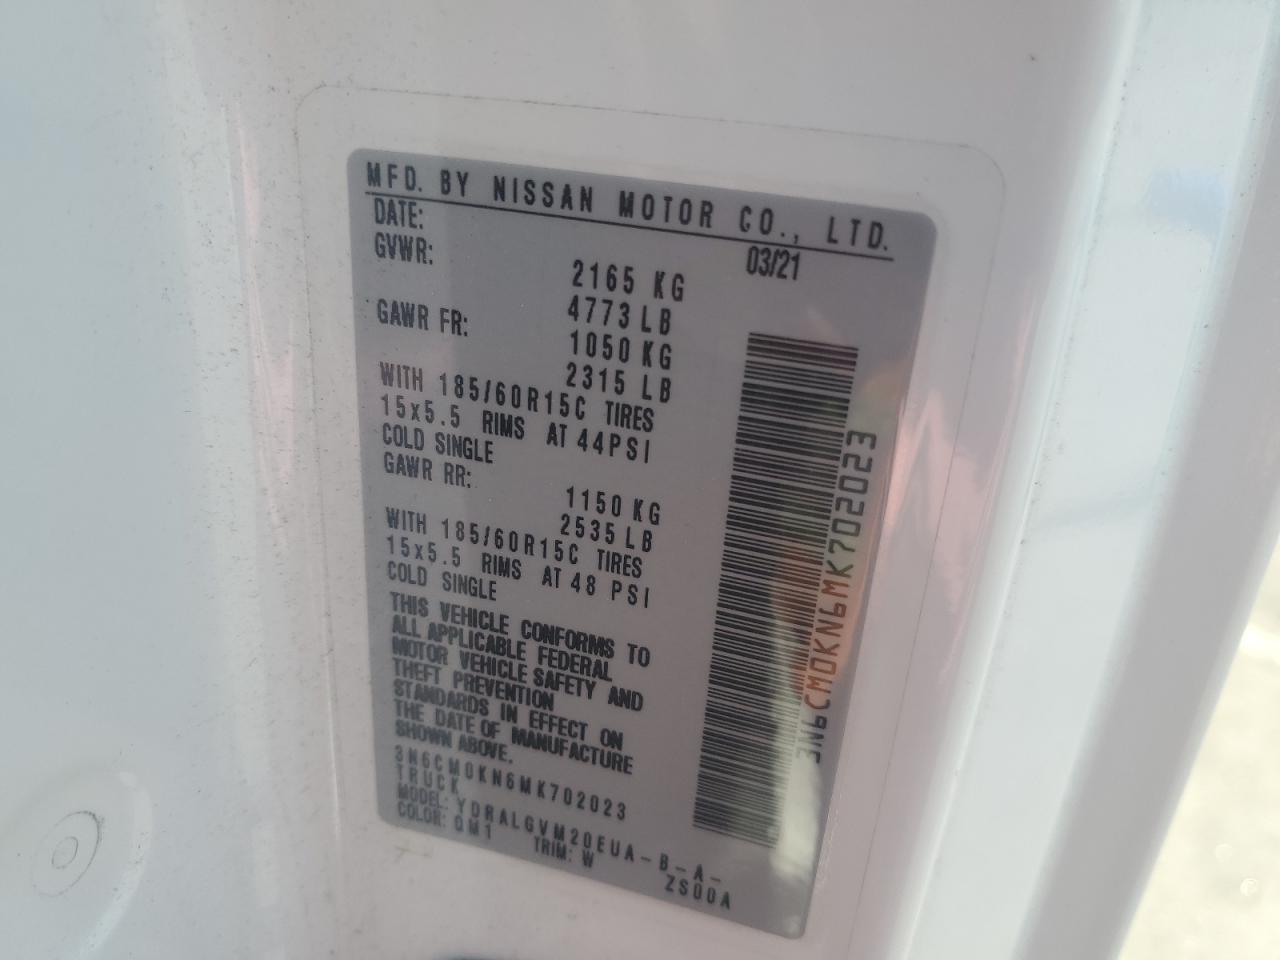 MFD. BY NISSAN MOTOR CO., LTD.
DATE: 03/21
GVWR: 2165 KG
4773 LB
GAWR FR: 1050 KG
2315 LB
WITH 185/60R15C TIRES
15x5.5 RIMS AT 44PSI
COLD SINGLE
GAWR RR: 1150 KG
2535 LB
WITH 185/60R15C TIRES
15x5.5 RIMS AT 48 PSI
COLD SINGLE
THIS VEHICLE CONFORMS TO
ALL APPLICABLE FEDERAL
MOTOR VEHICLE SAFETY AND
THEFT PREVENTION
STANDARDS IN EFFECT ON
THE DATE OF MANUFACTURE
SHOWN ABOVE.
3N6CM0KN6MK702023
TRUCK
MODEL: YDRALGVM20EUA-B-A-
COLOR: QM1 TRIM: W ZS00A
3N6CM0KN6MK702023